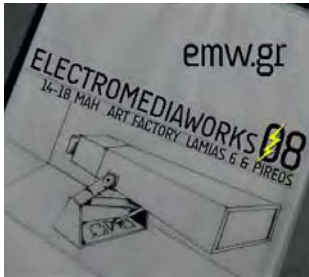 emw.gr
ELECTROMEDIAWORKS 08
14-18 MAH ART FACTORY LAMIAS 6 & PIREOS